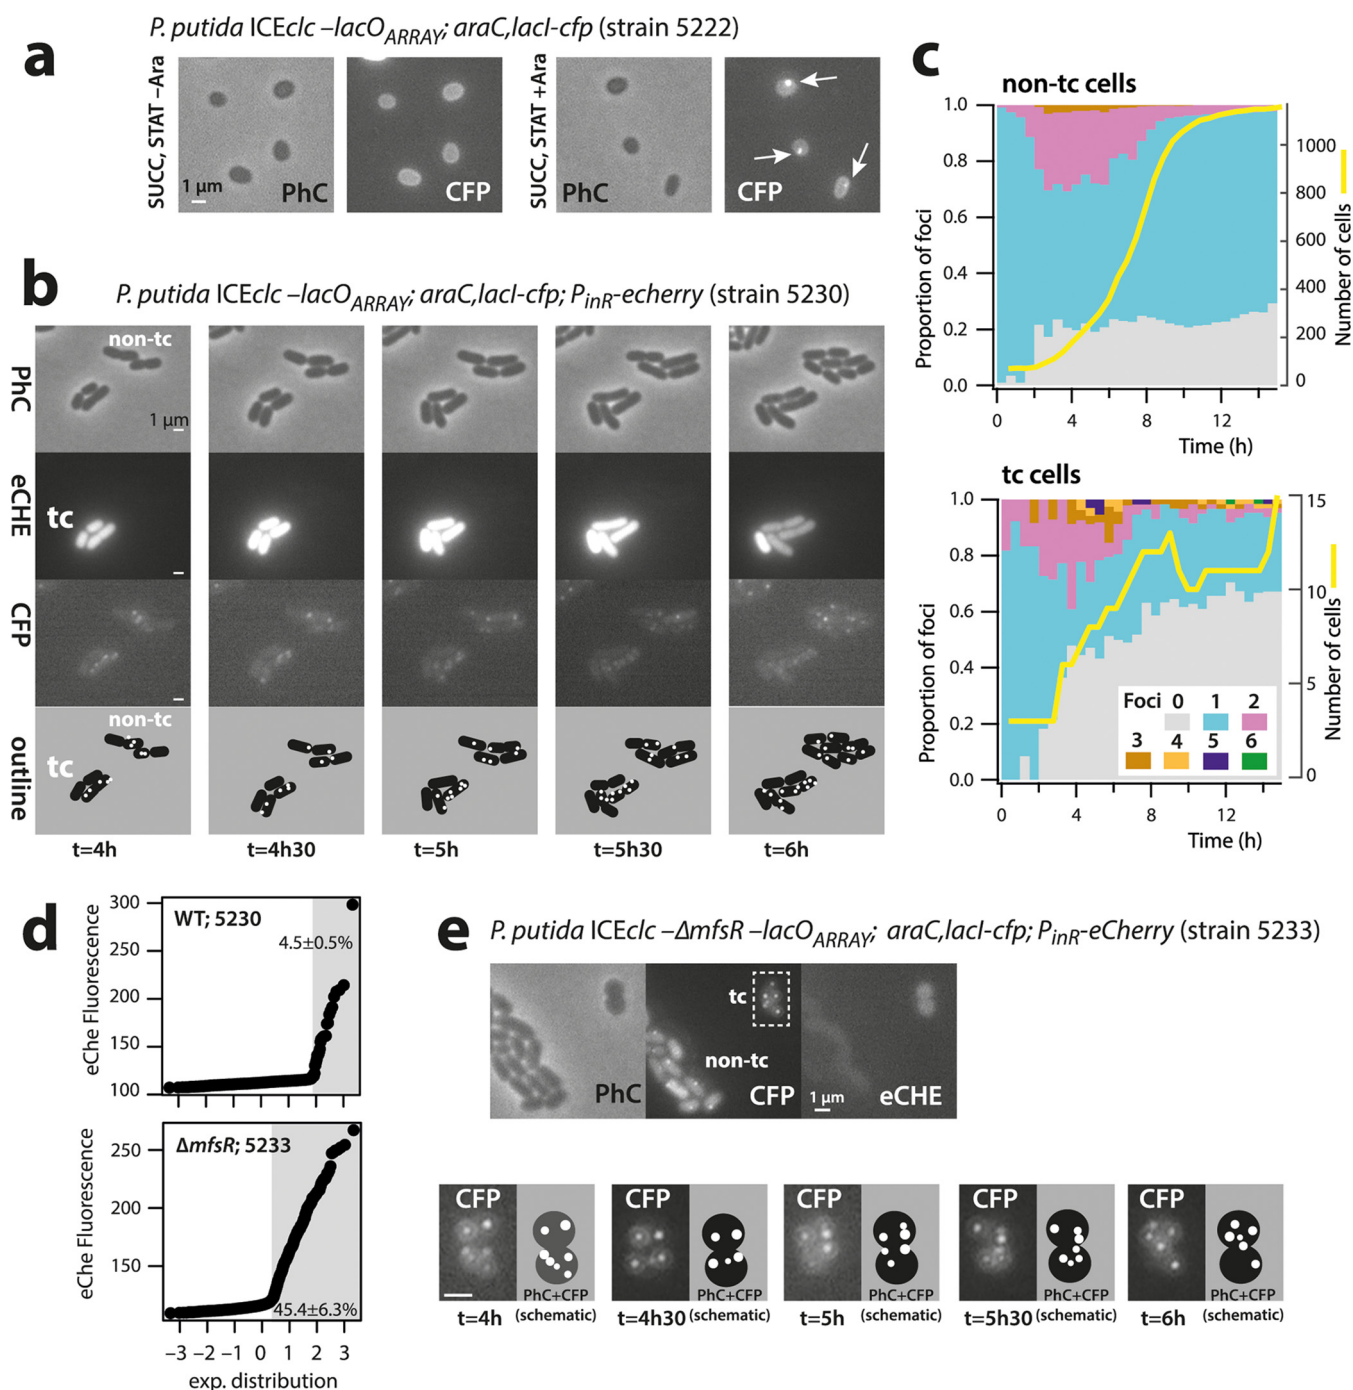 P. putida ICEclc –lacO_ARRAY; araC,lacI-cfp (strain 5222)
a
SUCC, STAT –Ara
1 µm
PhC
CFP
SUCC, STAT +Ara
PhC
CFP
b
P. putida ICEclc –lacO_ARRAY; araC,lacI-cfp; P_inR-echerry (strain 5230)
PhC
non-tc
1 µm
eCHE
tc
CFP
outline
non-tc
tc
t=4h
t=4h30
t=5h
t=5h30
t=6h
c
non-tc cells
Proportion of foci
1.0
0.8
0.6
0.4
0.2
0.0
1000
800
600
400
200
0
Number of cells
0 4 8 12
Time (h)
tc cells
Proportion of foci
1.0
0.8
0.6
0.4
0.2
0.0
15
10
5
0
Number of cells
Foci 0 1 2
3 4 5 6
0 4 8 12
Time (h)
d
eChe Fluorescence
300
250
200
150
100
WT; 5230
4.5±0.5%
eChe Fluorescence
250
200
150
ΔmfsR; 5233
45.4±6.3%
–3 –2 –1 0 1 2 3
exp. distribution
e
P. putida ICEclc –ΔmfsR –lacO_ARRAY; araC,lacI-cfp; P_inR-eCherry (strain 5233)
PhC
tc
non-tc
CFP
1 µm
eCHE
CFP
PhC+CFP
t=4h (schematic)
CFP
PhC+CFP
t=4h30 (schematic)
CFP
PhC+CFP
t=5h (schematic)
CFP
PhC+CFP
t=5h30 (schematic)
CFP
PhC+CFP
t=6h (schematic)